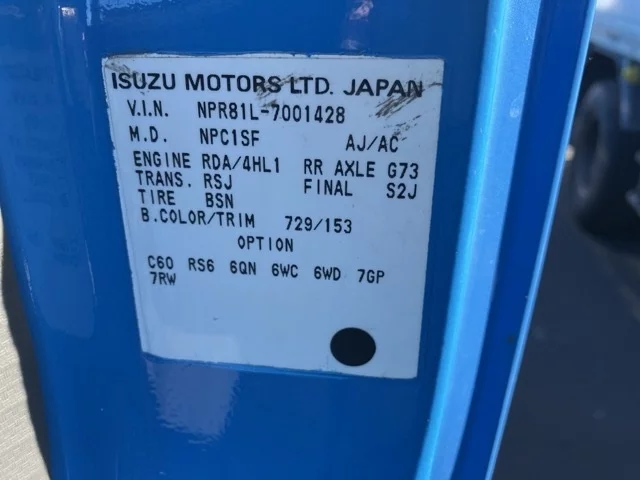 ISUZU MOTORS LTD. JAPAN
V.I.N. NPR81L-7001428
M.D. NPC1SF AJ/AC
ENGINE RDA/4HL1 RR AXLE G73
TRANS. RSJ FINAL S2J
TIRE BSN
B.COLOR/TRIM 729/153
OPTION
C60 RS6 6QN 6WC 6WD 7GP
7RW